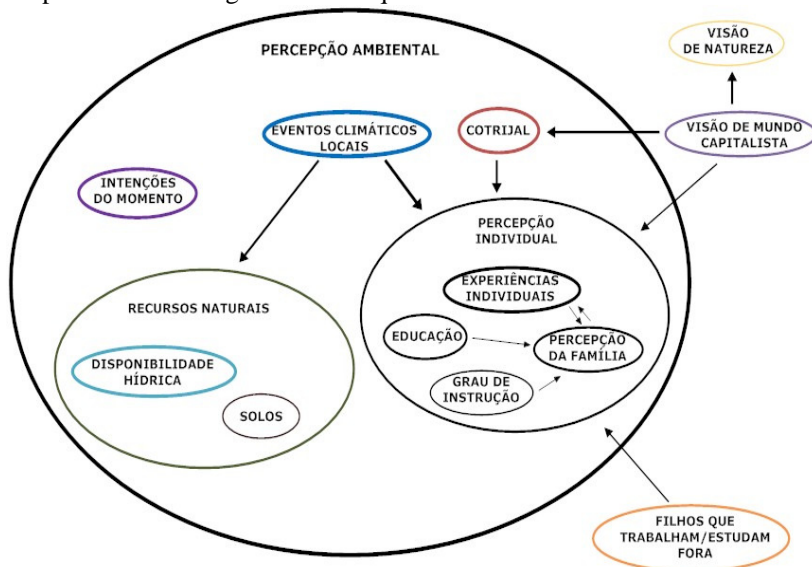 PERCEPÇÃO AMBIENTAL
VISÃO
DE NATUREZA
EVENTOS CLIMÁTICOS
LOCAIS
COTRIJAL
VISÃO DE MUNDO
CAPITALISTA
INTENÇÕES
DO MOMENTO
PERCEPÇÃO
INDIVIDUAL
EXPERIÊNCIAS
INDIVIDUAIS
RECURSOS NATURAIS
EDUCAÇÃO
PERCEPÇÃO
DA FAMÍLIA
DISPONIBILIDADE
HÍDRICA
GRAU DE
INSTRUÇÃO
SOLOS
FILHOS QUE
TRABALHAM/ESTUDAM
FORA